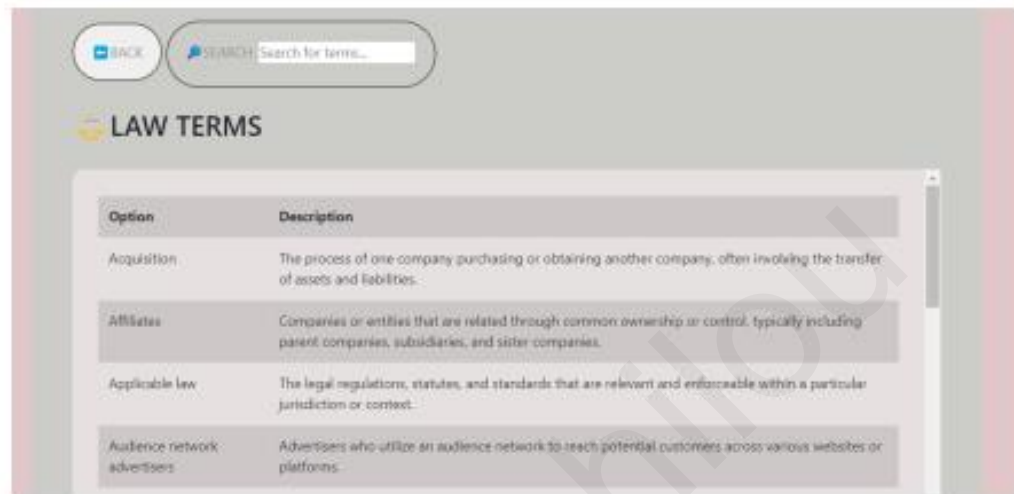 BACK SEARCH Search for terms...
LAW TERMS
Option Description
Acquisition The process of one company purchasing or obtaining another company, often involving the transfer
of assets and liabilities.
Affiliates Companies or entities that are related through common ownership or control, typically including
parent companies, subsidiaries, and sister companies.
Applicable law The legal regulations, statutes, and standards that are relevant and enforceable within a particular
jurisdiction or context.
Audience network Advertisers who utilize an audience network to reach potential customers across various websites or
advertisers platforms.